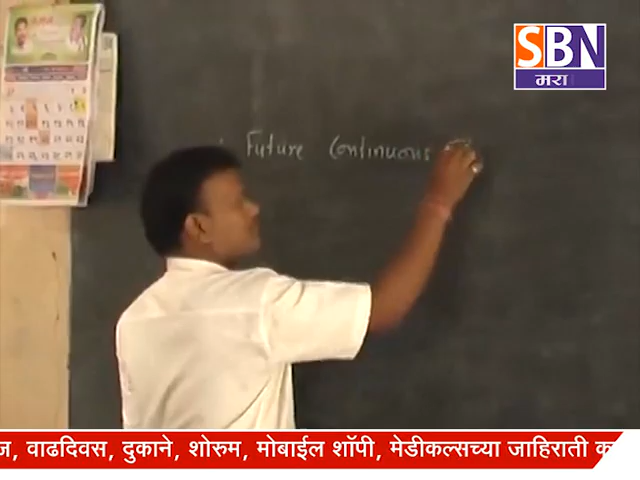 SBN
मरा
Future Continuous
ज, वाढदिवस, दुकाने, शोरुम, मोबाईल शॉपी, मेडीकल्सच्या जाहिराती क